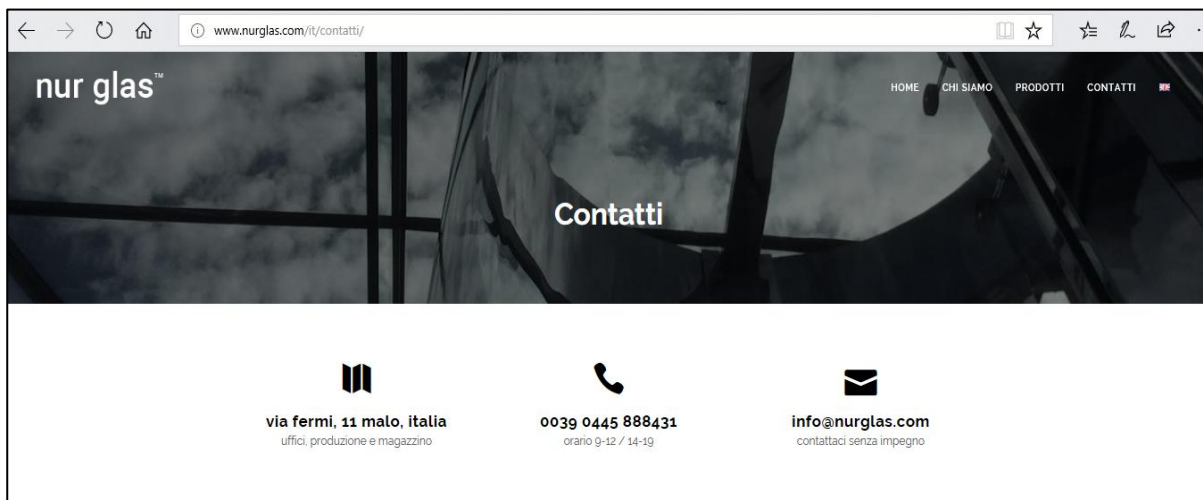 www.nurglas.com/it/contatti/
nur glas™
HOME CHI SIAMO PRODOTTI CONTATTI
Contatti
via fermi, 11 malo, italia
uffici, produzione e magazzino
0039 0445 888431
orario 9-12 / 14-19
info@nurglas.com
contattaci senza impegno